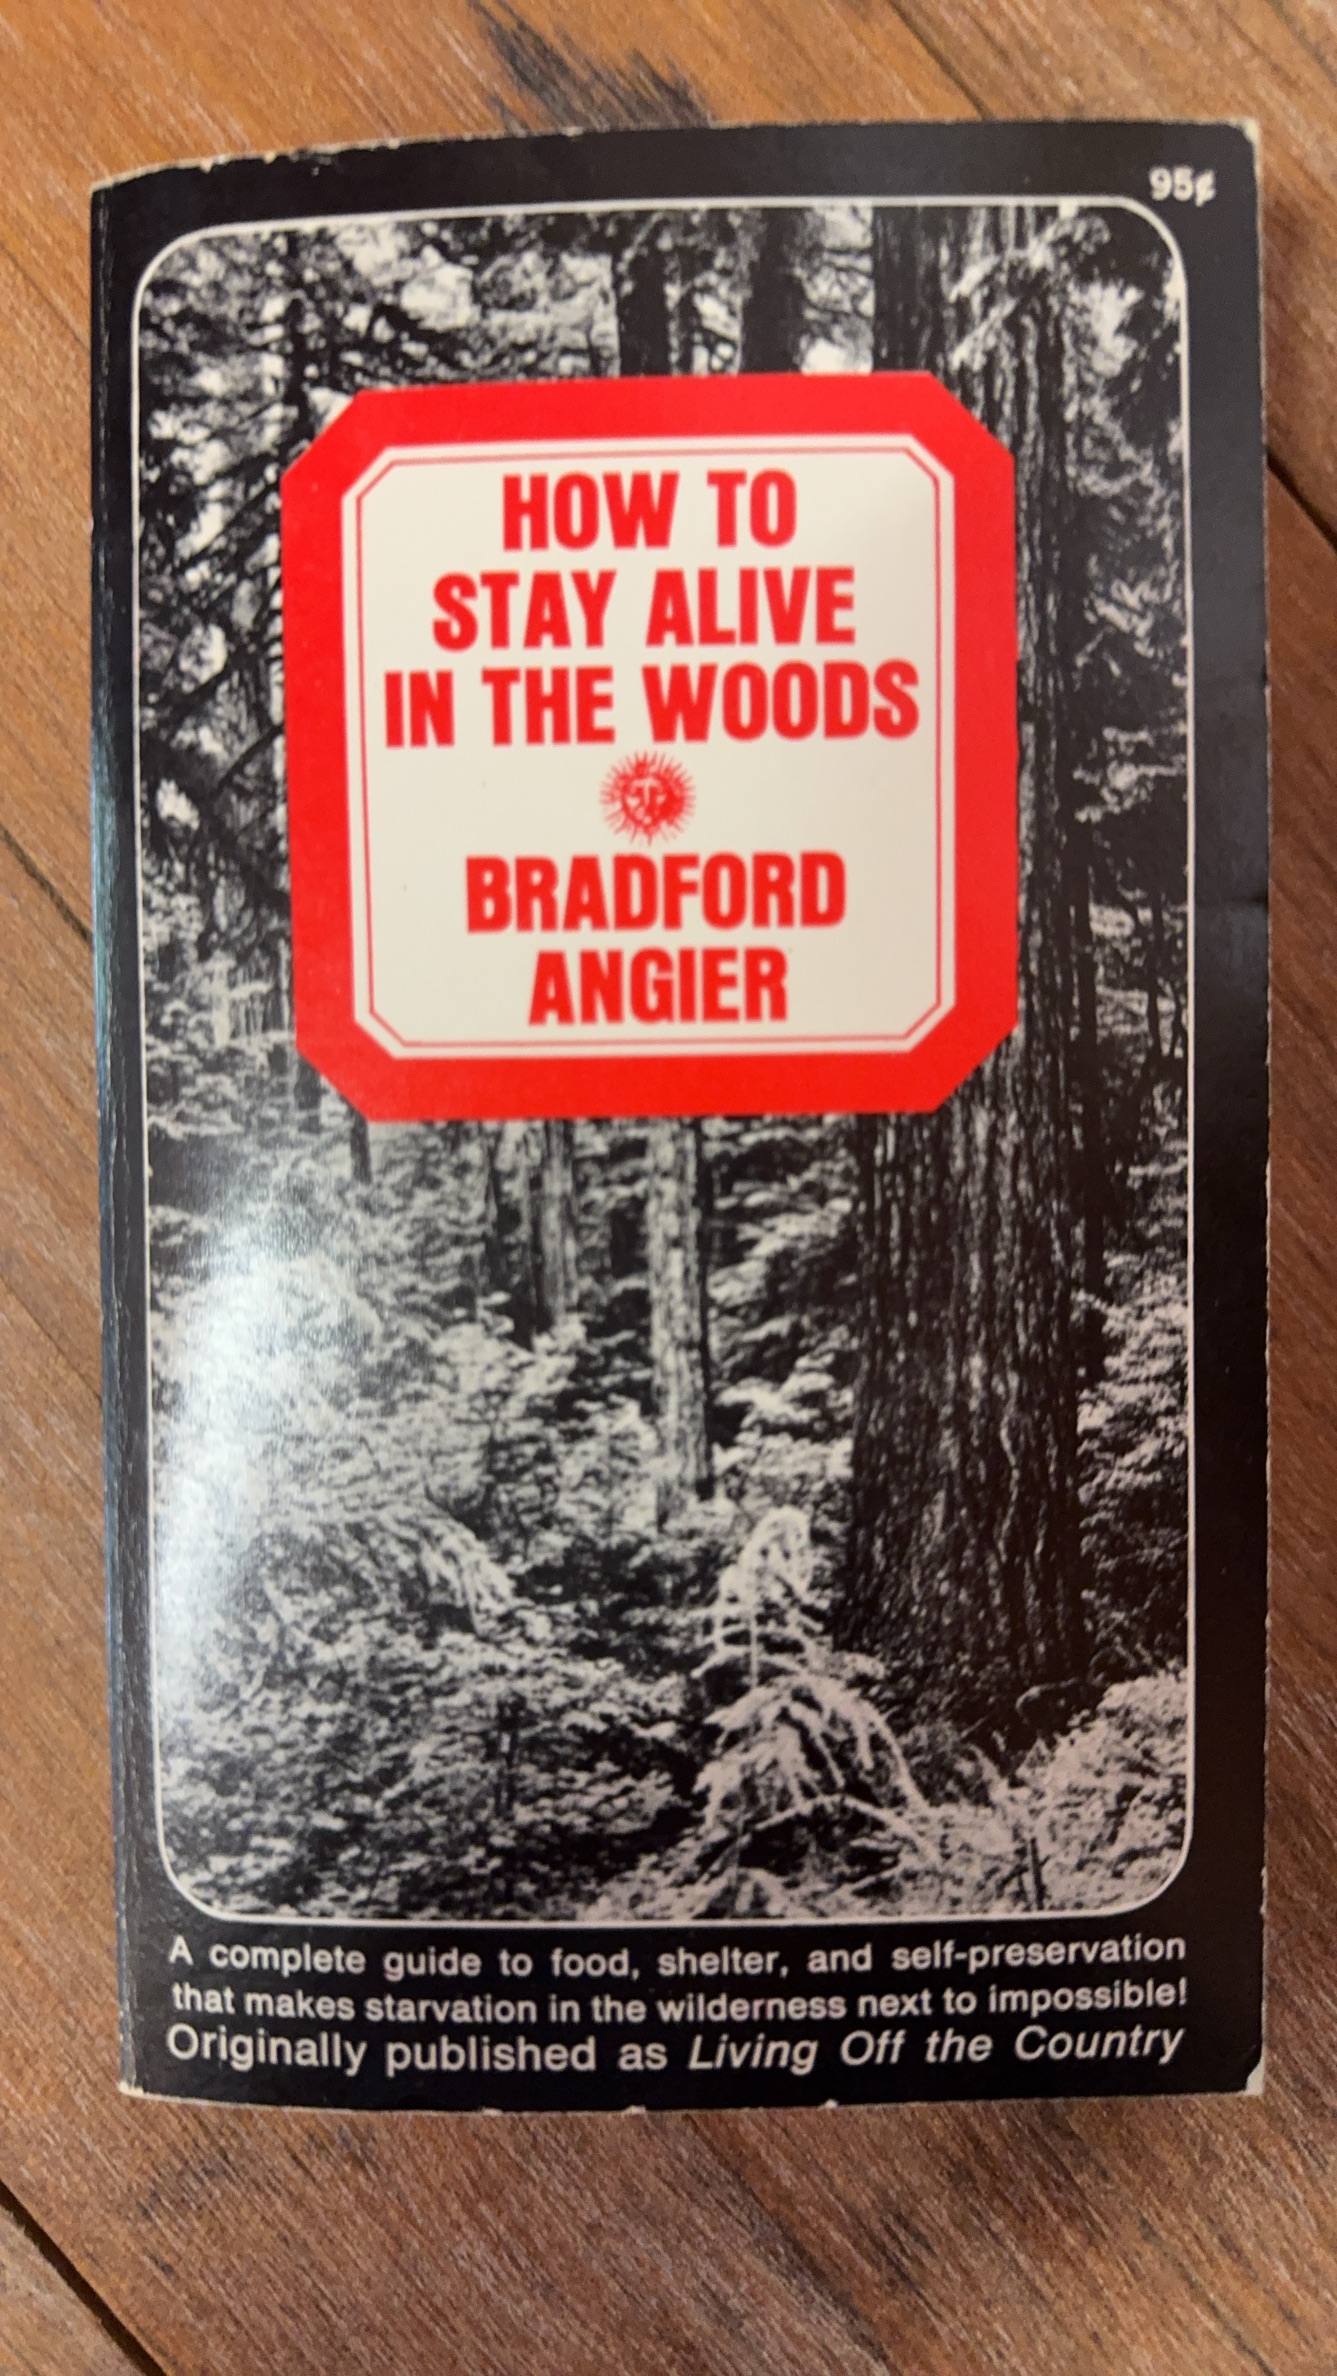 95¢
HOW TO
STAY ALIVE
IN THE WOODS
BRADFORD
ANGIER
A complete guide to food, shelter, and self-preservation
that makes starvation in the wilderness next to impossible!
Originally published as Living Off the Country